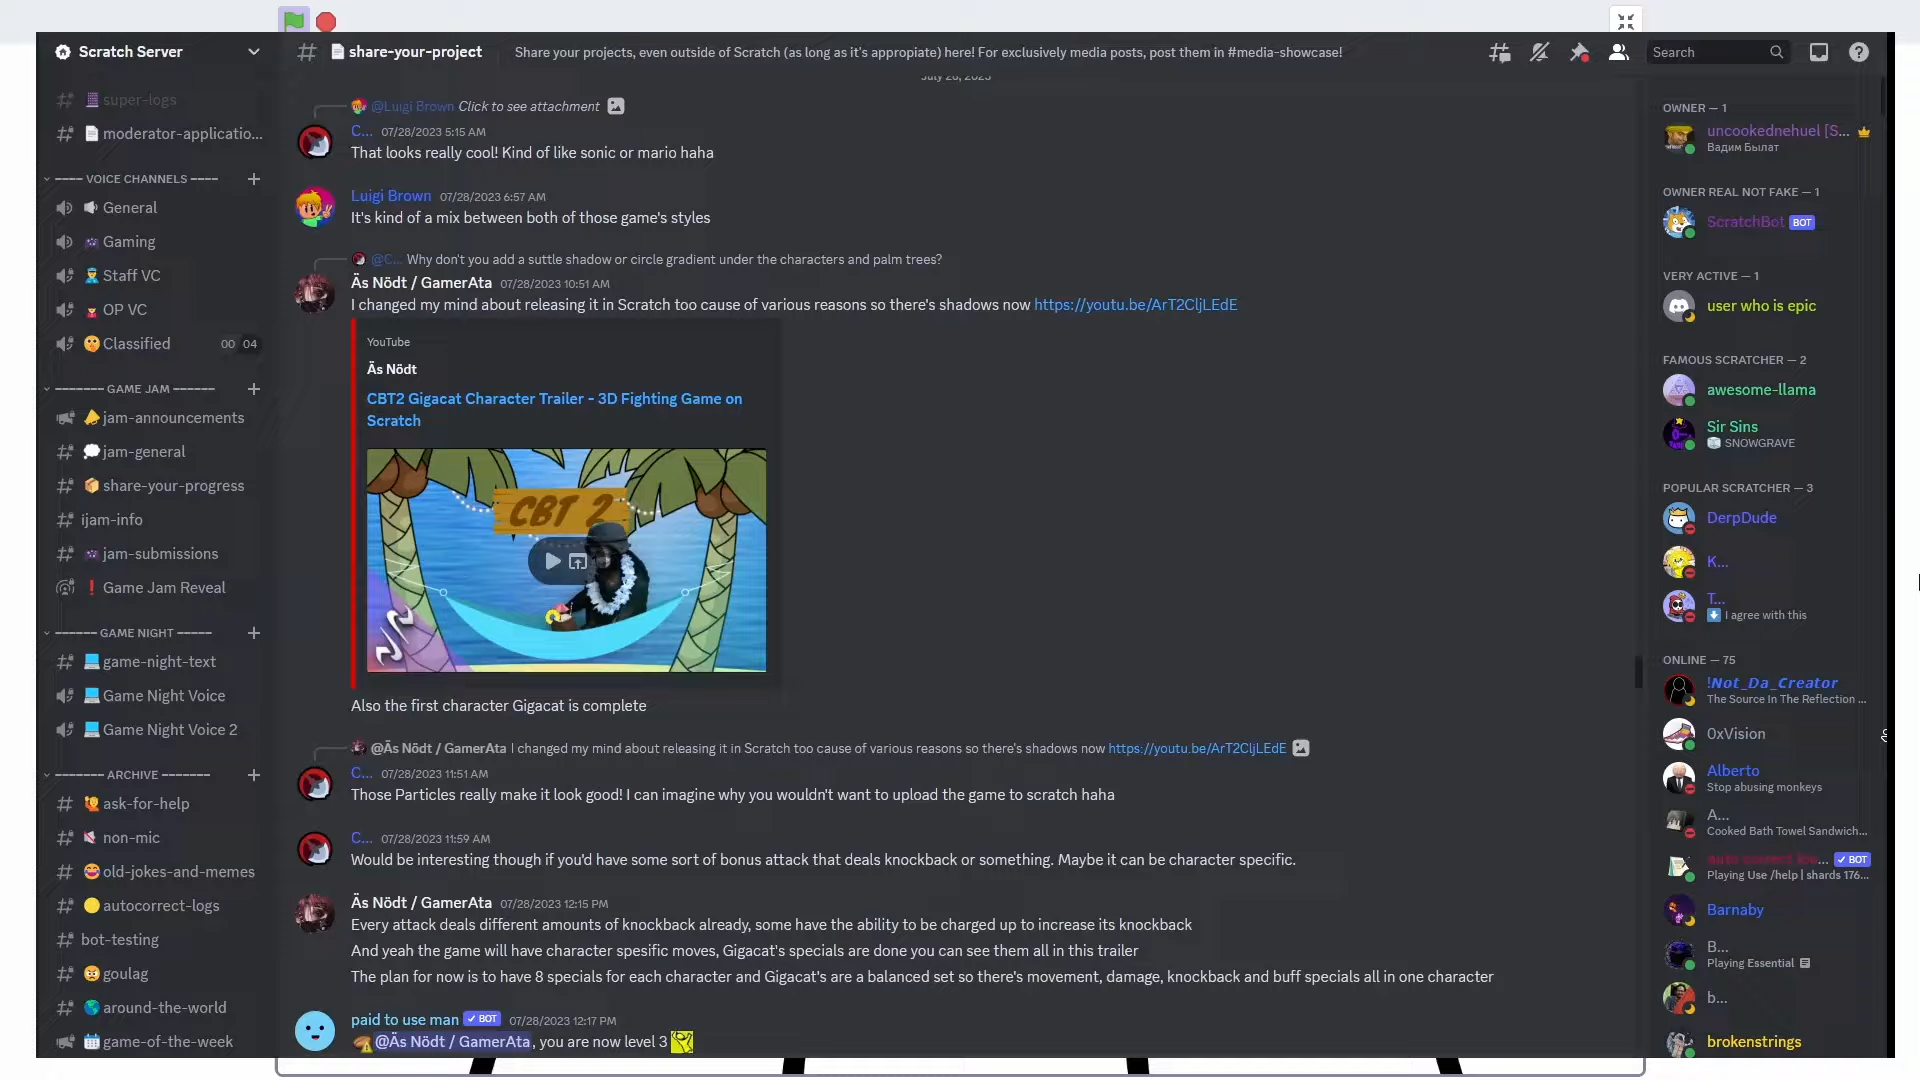 Scratch Server
share-your-project
Share your projects, even outside of Scratch (as long as it's appropiate) here! For exclusively media posts, post them in #media-showcase!
Search
super-logs
moderator-applicatio...
---- VOICE CHANNELS ----
General
Gaming
Staff VC
OP VC
Classified 00 04
------- GAME JAM ------
jam-announcements
jam-general
share-your-progress
ijam-info
jam-submissions
Game Jam Reveal
------ GAME NIGHT -----
game-night-text
Game Night Voice
Game Night Voice 2
------- ARCHIVE -------
ask-for-help
non-mic
old-jokes-and-memes
autocorrect-logs
bot-testing
goulag
around-the-world
game-of-the-week
@Luigi Brown Click to see attachment
C... 07/28/2023 5:15 AM
That looks really cool! Kind of like sonic or mario haha
Luigi Brown 07/28/2023 6:57 AM
It's kind of a mix between both of those game's styles
@C... Why don't you add a suttle shadow or circle gradient under the characters and palm trees?
Äs Nödt / GamerAta 07/28/2023 10:51 AM
I changed my mind about releasing it in Scratch too cause of various reasons so there's shadows now https://youtu.be/ArT2CljLEdE
YouTube
Äs Nödt
CBT2 Gigacat Character Trailer - 3D Fighting Game on
Scratch
CBT 2
Also the first character Gigacat is complete
@Äs Nödt / GamerAta I changed my mind about releasing it in Scratch too cause of various reasons so there's shadows now https://youtu.be/ArT2CljLEdE
C... 07/28/2023 11:51 AM
Those Particles really make it look good! I can imagine why you wouldn't want to upload the game to scratch haha
C... 07/28/2023 11:59 AM
Would be interesting though if you'd have some sort of bonus attack that deals knockback or something. Maybe it can be character specific.
Äs Nödt / GamerAta 07/28/2023 12:15 PM
Every attack deals different amounts of knockback already, some have the ability to be charged up to increase its knockback
And yeah the game will have character spesific moves, Gigacat's specials are done you can see them all in this trailer
The plan for now is to have 8 specials for each character and Gigacat's are a balanced set so there's movement, damage, knockback and buff specials all in one character
paid to use man BOT 07/28/2023 12:17 PM
@Äs Nödt / GamerAta, you are now level 3
OWNER — 1
uncookednehuel [S...
Вадим Былат
OWNER REAL NOT FAKE — 1
ScratchBot BOT
VERY ACTIVE — 1
user who is epic
FAMOUS SCRATCHER — 2
awesome-llama
Sir Sins
SNOWGRAVE
POPULAR SCRATCHER — 3
DerpDude
K...
T...
I agree with this
ONLINE — 75
!Not_Da_Creator
The Source In The Reflection ...
0xVision
Alberto
Stop abusing monkeys
A...
Cooked Bath Towel Sandwich...
BOT
Playing Use /help | shards 176...
Barnaby
B...
Playing Essential
b...
brokenstrings